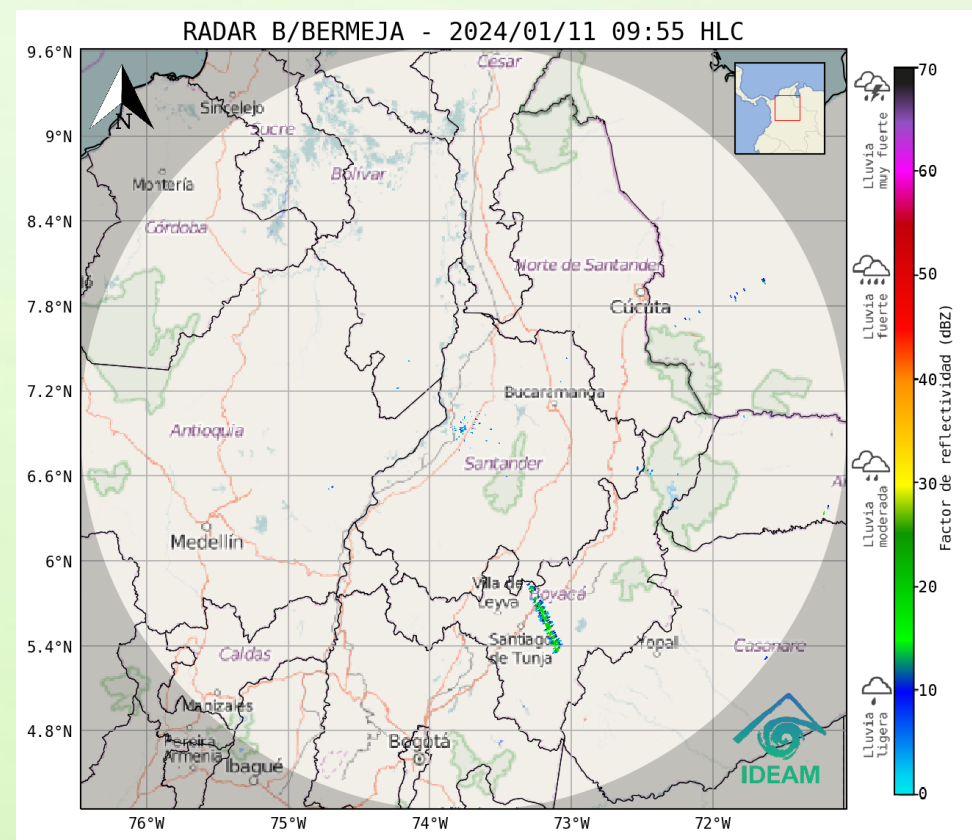 RADAR B/BERMEJA - 2024/01/11 09:55 HLC
9.6°N
9°N
8.4°N
7.8°N
7.2°N
6.6°N
6°N
5.4°N
4.8°N
76°W
75°W
74°W
73°W
72°W
N
Cesar
Sincelejo
Sucre
Bolívar
Montería
Córdoba
Norte de Santander
Cúcuta
Bucaramanga
Antioquia
Santander
Medellín
Villa de
Leyva
Boyacá
Santiago
de Tunja
Yopal
Casanare
Caldas
Manizales
Pereira
Armenia
Ibagué
Bogotá
IDEAM
Lluvia
muy fuerte
Lluvia
fuerte
Lluvia
moderada
Lluvia
ligera
70
60
50
40
30
20
10
0
Factor de reflectividad (dBZ)